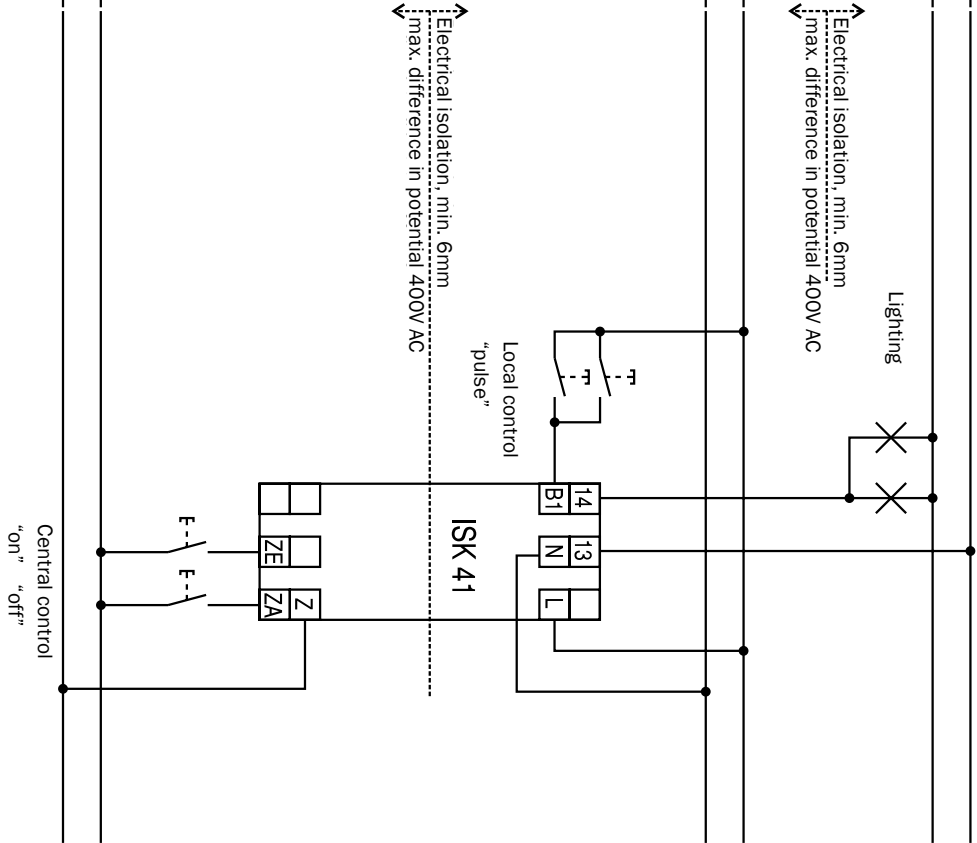 Electrical isolation, min. 6mm
max. difference in potential 400V AC
Lighting
Electrical isolation, min. 6mm
max. difference in potential 400V AC
Local control
“pulse”
14
13
B1
N
L
ISK 41
Z
ZE
ZA
Central control
“on” “off”